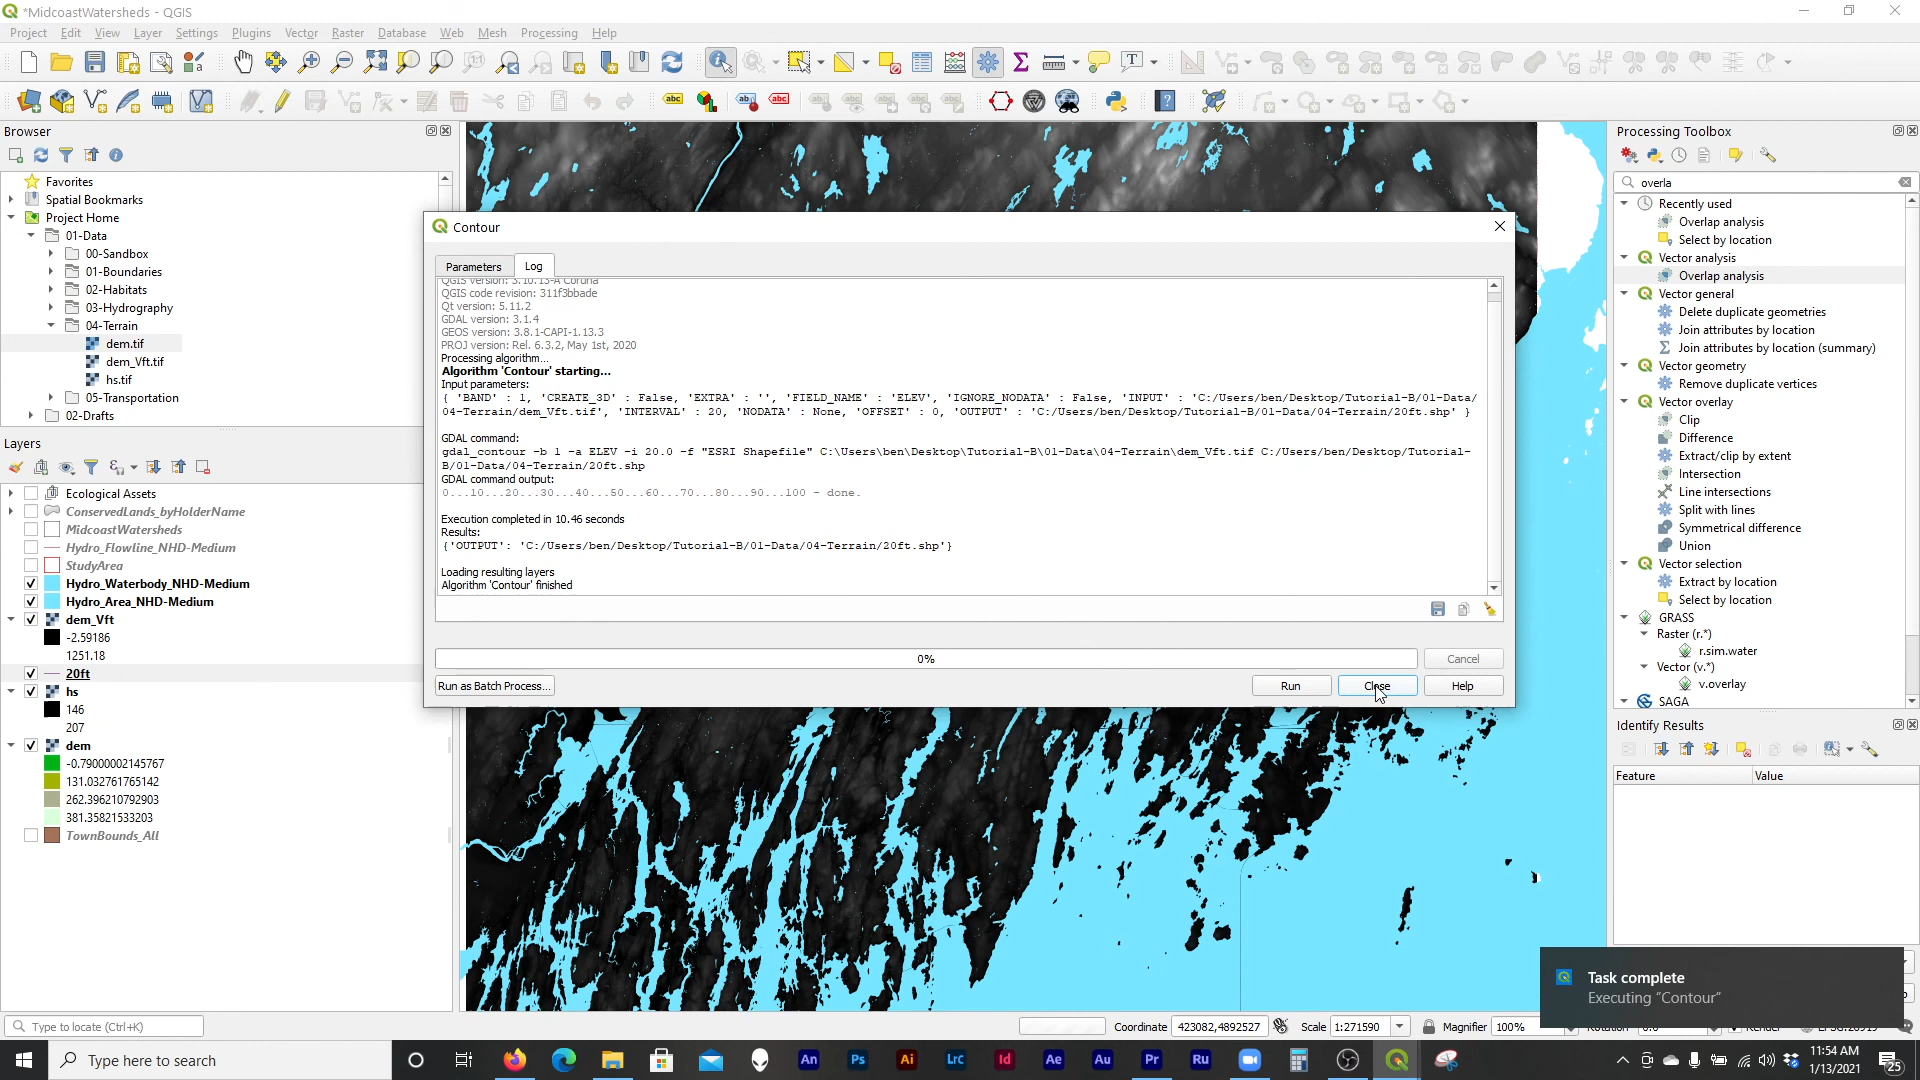 *MidcoastWatersheds - QGIS
Project Edit View Layer Settings Plugins Vector Raster Database Web Mesh Processing Help
Browser
Favorites
Spatial Bookmarks
Project Home
01-Data
00-Sandbox
01-Boundaries
02-Habitats
03-Hydrography
04-Terrain
dem.tif
dem_Vft.tif
hs.tif
05-Transportation
02-Drafts
Layers
Ecological Assets
ConservedLands_byHolderName
MidcoastWatersheds
Hydro_Flowline_NHD-Medium
StudyArea
Hydro_Waterbody_NHD-Medium
Hydro_Area_NHD-Medium
dem_Vft
-2.59186
1251.18
20ft
hs
146
207
dem
-0.79000002145767
131.032761765142
262.396210792903
381.35821533203
TownBounds_All
Contour
Parameters Log
QGIS version: 3.10.13-A Coruña
QGIS code revision: 311f3bbade
Qt version: 5.11.2
GDAL version: 3.1.4
GEOS version: 3.8.1-CAPI-1.13.3
PROJ version: Rel. 6.3.2, May 1st, 2020
Processing algorithm...
Algorithm 'Contour' starting...
Input parameters:
{ 'BAND' : 1, 'CREATE_3D' : False, 'EXTRA' : '', 'FIELD_NAME' : 'ELEV', 'IGNORE_NODATA' : False, 'INPUT' : 'C:/Users/ben/Desktop/Tutorial-B/01-Data/
04-Terrain/dem_Vft.tif', 'INTERVAL' : 20, 'NODATA' : None, 'OFFSET' : 0, 'OUTPUT' : 'C:/Users/ben/Desktop/Tutorial-B/01-Data/04-Terrain/20ft.shp' }
GDAL command:
gdal_contour -b 1 -a ELEV -i 20.0 -f "ESRI Shapefile" C:\Users\ben\Desktop\Tutorial-B\01-Data\04-Terrain\dem_Vft.tif C:/Users/ben/Desktop/Tutorial-
B/01-Data/04-Terrain/20ft.shp
GDAL command output:
0...10...20...30...40...50...60...70...80...90...100 - done.
Execution completed in 10.46 seconds
Results:
{'OUTPUT': 'C:/Users/ben/Desktop/Tutorial-B/01-Data/04-Terrain/20ft.shp'}
Loading resulting layers
Algorithm 'Contour' finished
0% Cancel
Run as Batch Process... Run Close Help
Processing Toolbox
overla
Recently used
Overlap analysis
Select by location
Vector analysis
Overlap analysis
Vector general
Delete duplicate geometries
Join attributes by location
Join attributes by location (summary)
Vector geometry
Remove duplicate vertices
Vector overlay
Clip
Difference
Extract/clip by extent
Intersection
Line intersections
Split with lines
Symmetrical difference
Union
Vector selection
Extract by location
Select by location
GRASS
Raster (r.*)
r.sim.water
Vector (v.*)
v.overlay
SAGA
Identify Results
Feature Value
Task complete
Executing "Contour"
Type to locate (Ctrl+K) Coordinate 423082,4892527 Scale 1:271590 Magnifier 100%
Type here to search An Ps Ai Lrc Id Ae Au Pr Ru 11:54 AM
1/13/2021 25